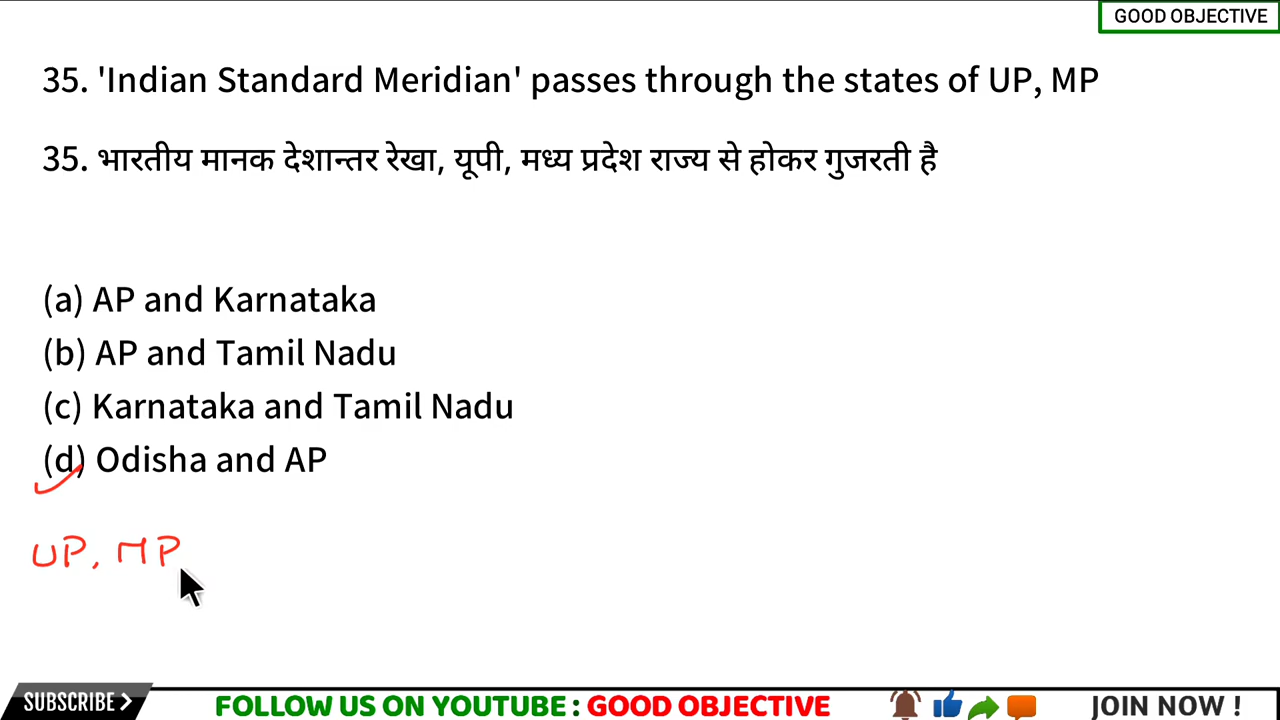 GOOD OBJECTIVE
35. 'Indian Standard Meridian' passes through the states of UP, MP
35. भारतीय मानक देशान्तर रेखा, यूपी, मध्य प्रदेश राज्य से होकर गुजरती है
(a) AP and Karnataka
(b) AP and Tamil Nadu
(c) Karnataka and Tamil Nadu
(d) Odisha and AP
UP, MP
SUBSCRIBE FOLLOW US ON YOUTUBE : GOOD OBJECTIVE JOIN NOW !